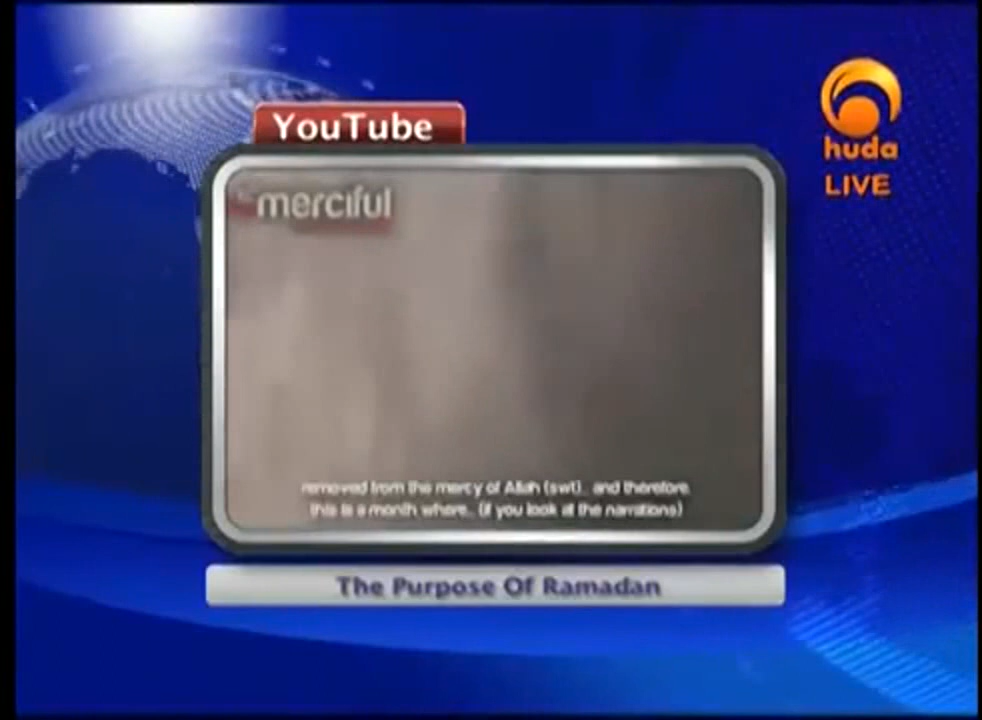 YouTube
huda
LIVE
merciful
removed from the mercy of Allah (swt).. and therefore
this is a month where.. (if you look at the narrations)
The Purpose Of Ramadan